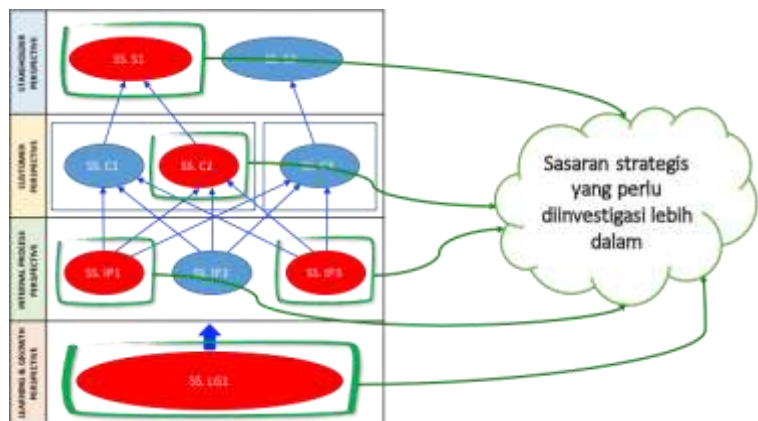 STAKEHOLDER
PERSPECTIVE
SS. S1
CUSTOMER
PERSPECTIVE
SS. C1
SS. C2
INTERNAL PROCESS
PERSPECTIVE
SS. IP1
SS. IP2
SS. IP3
LEARNING & GROWTH
PERSPECTIVE
SS. LG1
Sasaran strategis
yang perlu
diinvestigasi lebih
dalam